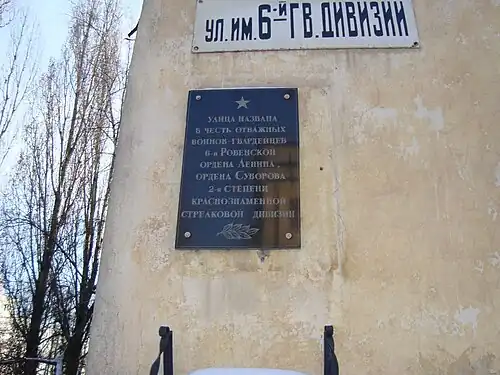 УЛ. ИМ. 6-Й ГВ. ДИВИЗИИ
УЛИЦА НАЗВАНА
В ЧЕСТЬ ОТВАЖНЫХ
ВОИНОВ-ГВАРДЕЙЦЕВ
6-й РОВЕНСКОЙ
ОРДЕНА ЛЕНИНА,
ОРДЕНА СУВОРОВА
2-й СТЕПЕНИ
КРАСНОЗНАМЕННОЙ
СТРЕЛКОВОЙ ДИВИЗИИ